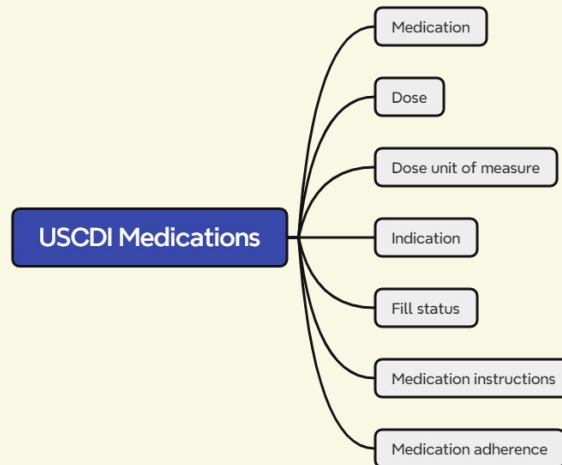 USCDI Medications
Medication
Dose
Dose unit of measure
Indication
Fill status
Medication instructions
Medication adherence